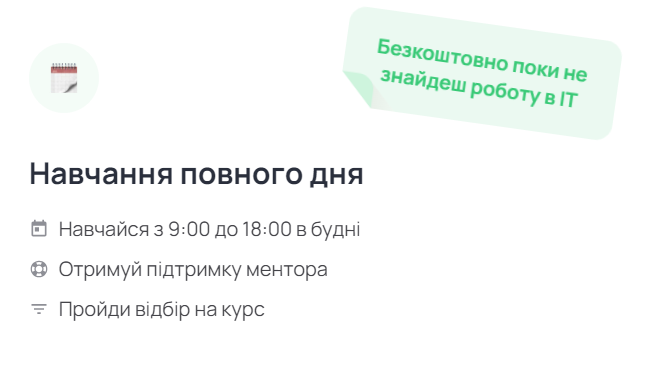 Безкоштовно поки не
знайдеш роботу в ІТ
Навчання повного дня
Навчайся з 9:00 до 18:00 в будні
Отримуй підтримку ментора
Пройди відбір на курс